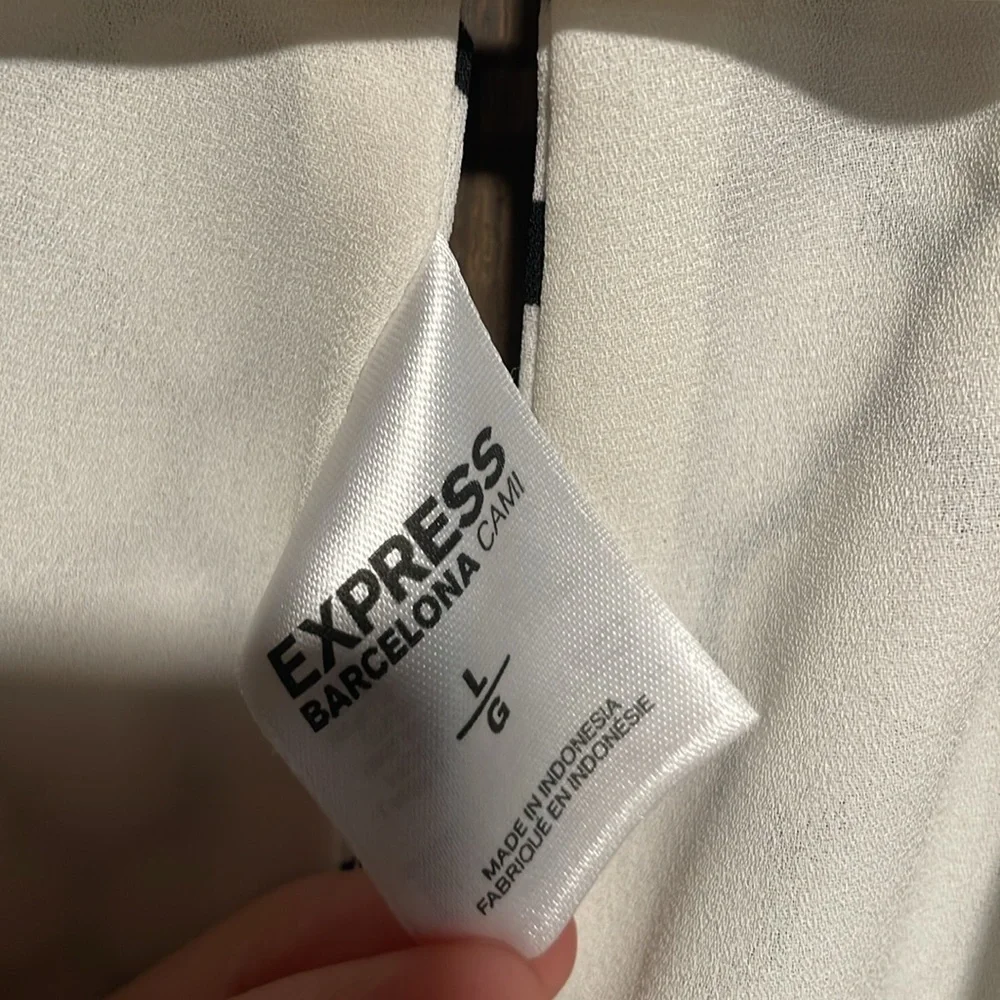 EXPRESS
BARCELONA CAMI
L
G
MADE IN INDONESIA
FABRIQUÉ EN INDONÉSIE